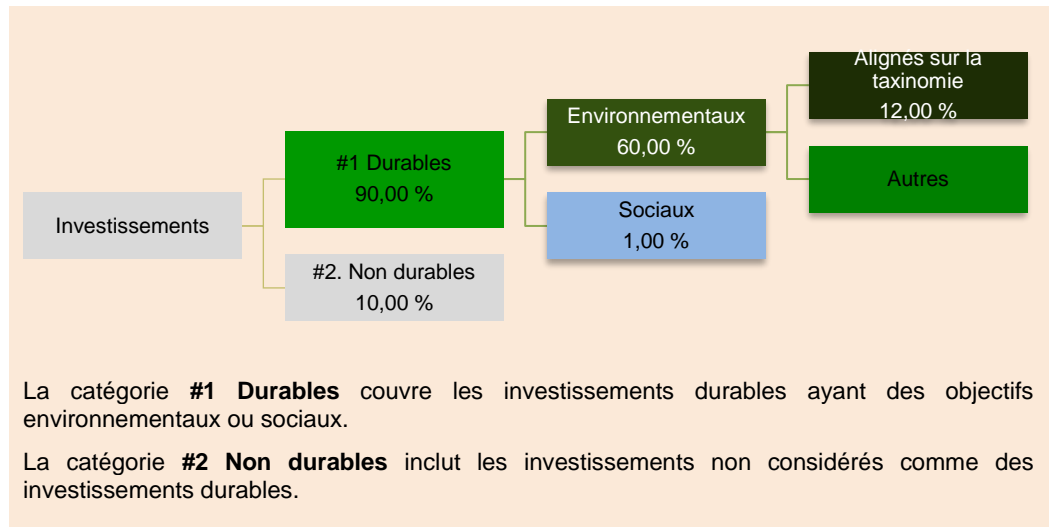 Alignés sur la
taxinomie
12,00 %
Environnementaux
60,00 %
#1 Durables
90,00 %
Autres
Sociaux
1,00 %
Investissements
#2. Non durables
10,00 %
La catégorie #1 Durables couvre les investissements durables ayant des objectifs
environnementaux ou sociaux.
La catégorie #2 Non durables inclut les investissements non considérés comme des
investissements durables.